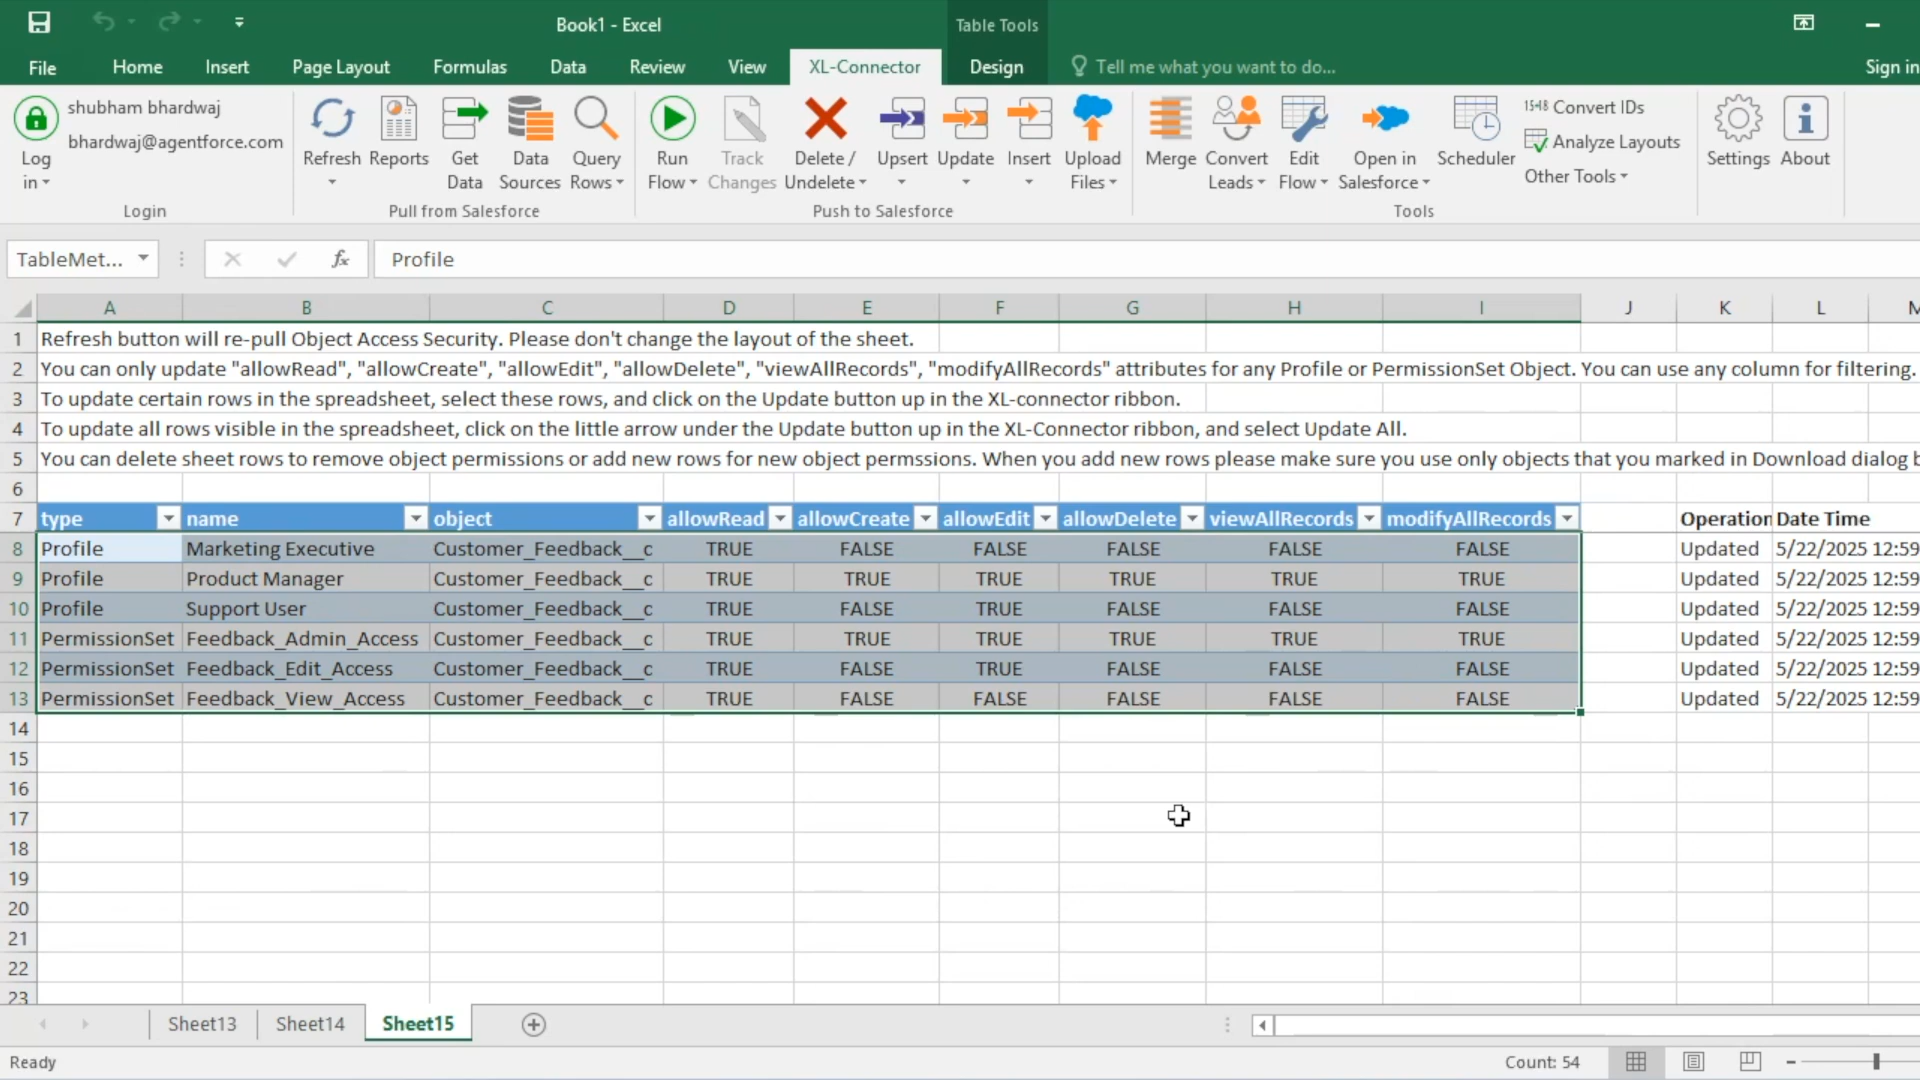 Book1 - Excel
Table Tools
File Home Insert Page Layout Formulas Data Review View XL-Connector Design Tell me what you want to do... Sign in
shubham bhardwaj
bhardwaj@agentforce.com
Log in
Refresh
Reports
Get Data
Data Sources
Query Rows
Run Flow
Track Changes
Delete / Undelete
Upsert
Update
Insert
Upload Files
Merge
Convert Leads
Edit Flow
Open in Salesforce
Scheduler
Convert IDs
Analyze Layouts
Other Tools
Settings
About
Login Pull from Salesforce Push to Salesforce Tools
TableMet... fx Profile
A B C D E F G H I J K L M
1 Refresh button will re-pull Object Access Security. Please don't change the layout of the sheet.
2 You can only update "allowRead", "allowCreate", "allowEdit", "allowDelete", "viewAllRecords", "modifyAllRecords" attributes for any Profile or PermissionSet Object. You can use any column for filtering.
3 To update certain rows in the spreadsheet, select these rows, and click on the Update button up in the XL-connector ribbon.
4 To update all rows visible in the spreadsheet, click on the little arrow under the Update button up in the XL-Connector ribbon, and select Update All.
5 You can delete sheet rows to remove object permissions or add new rows for new object permssions. When you add new rows please make sure you use only objects that you marked in Download dialog b
6
7 type name object allowRead allowCreate allowEdit allowDelete viewAllRecords modifyAllRecords Operation Date Time
8 Profile Marketing Executive Customer_Feedback__c TRUE FALSE FALSE FALSE FALSE FALSE Updated 5/22/2025 12:59
9 Profile Product Manager Customer_Feedback__c TRUE TRUE TRUE TRUE TRUE TRUE Updated 5/22/2025 12:59
10 Profile Support User Customer_Feedback__c TRUE FALSE TRUE FALSE FALSE FALSE Updated 5/22/2025 12:59
11 PermissionSet Feedback_Admin_Access Customer_Feedback__c TRUE TRUE TRUE TRUE TRUE TRUE Updated 5/22/2025 12:59
12 PermissionSet Feedback_Edit_Access Customer_Feedback__c TRUE FALSE TRUE FALSE FALSE FALSE Updated 5/22/2025 12:59
13 PermissionSet Feedback_View_Access Customer_Feedback__c TRUE FALSE FALSE FALSE FALSE FALSE Updated 5/22/2025 12:59
14
15
16
17
18
19
20
21
22
23
Sheet13 Sheet14 Sheet15
Ready Count: 54